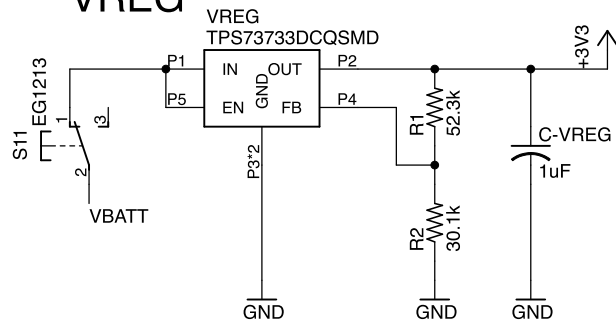 VREG
VREG
TPS73733DCQSMD
P1
IN
OUT
P2
+3V3
P5
EN
GND
FB
P4
S11
EG1213
1
3
2
VBATT
P3*2
R1
52.3k
R2
30.1k
C-VREG
1uF
GND
GND
GND